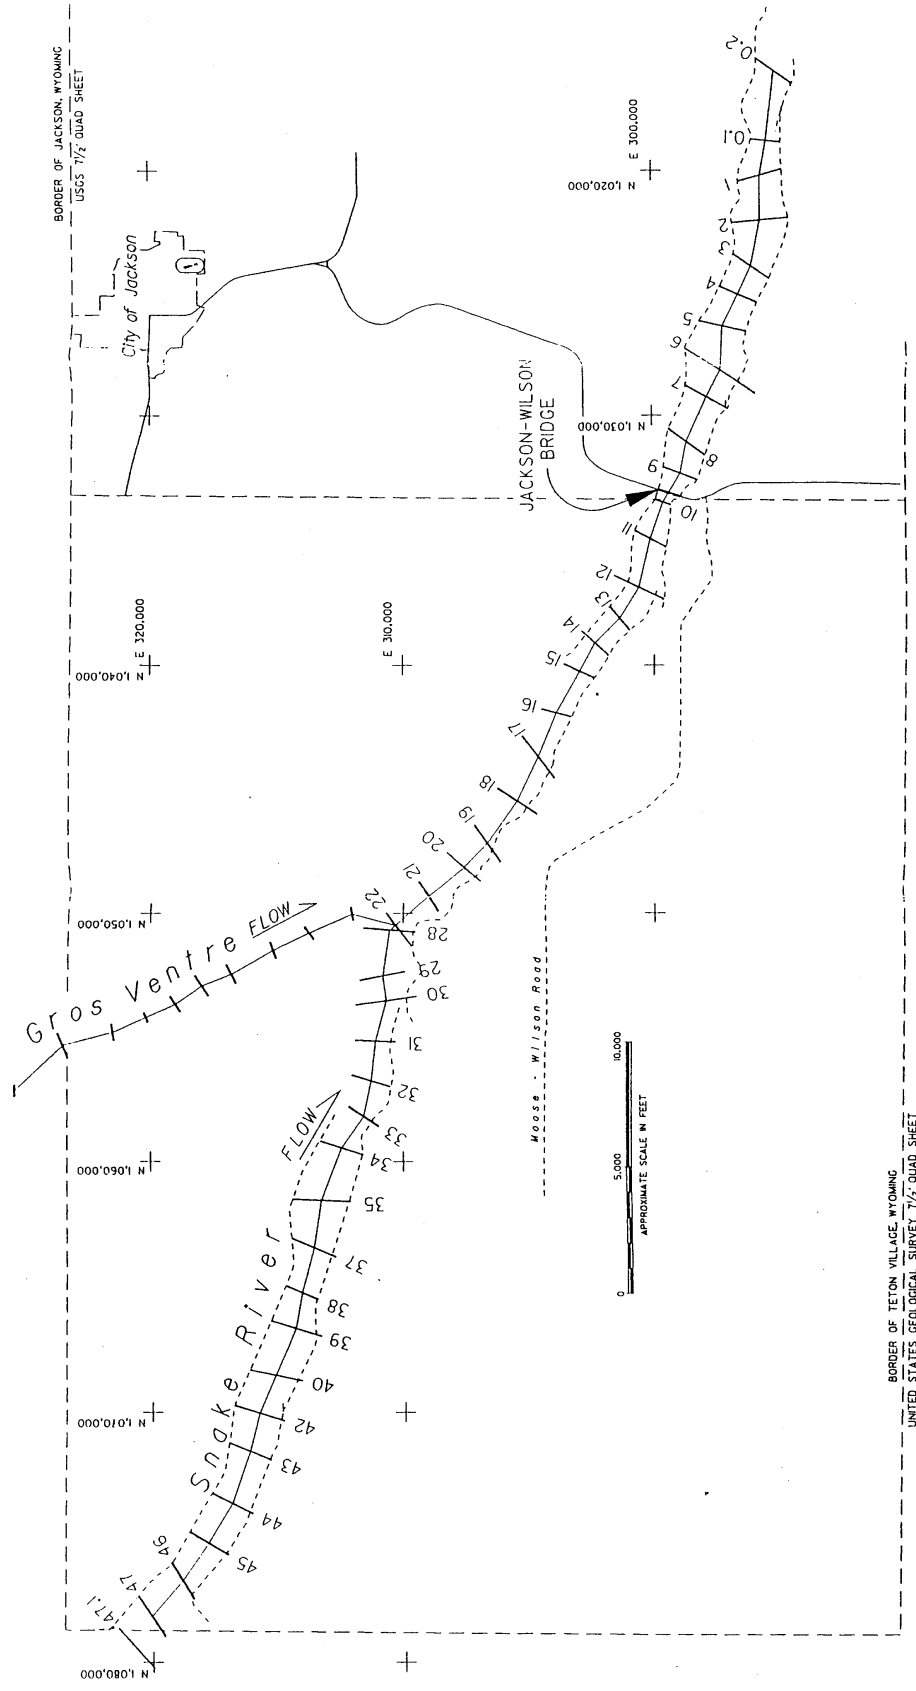 BORDER OF JACKSON, WYOMING
USGS 7½' QUAD SHEET
City of Jackson
0.2
0.1
1
2
3
4
5
6
7
8
9
10
E 300,000
N 1,020,000
N 1,030,000
JACKSON-WILSON
BRIDGE
11
12
13
14
15
16
17
18
19
20
21
22
E 320,000
E 310,000
N 1,040,000
N 1,050,000
Gros Ventre
FLOW
28
29
30
31
32
33
34
35
37
38
39
40
42
43
44
45
46
47
47.1
FLOW
Snake River
Moose - Wilson Road
N 1,060,000
N 1,070,000
N 1,080,000
0 5,000 10,000
APPROXIMATE SCALE IN FEET
BORDER OF TETON VILLAGE, WYOMING
UNITED STATES GEOLOGICAL SURVEY 7½' QUAD SHEET